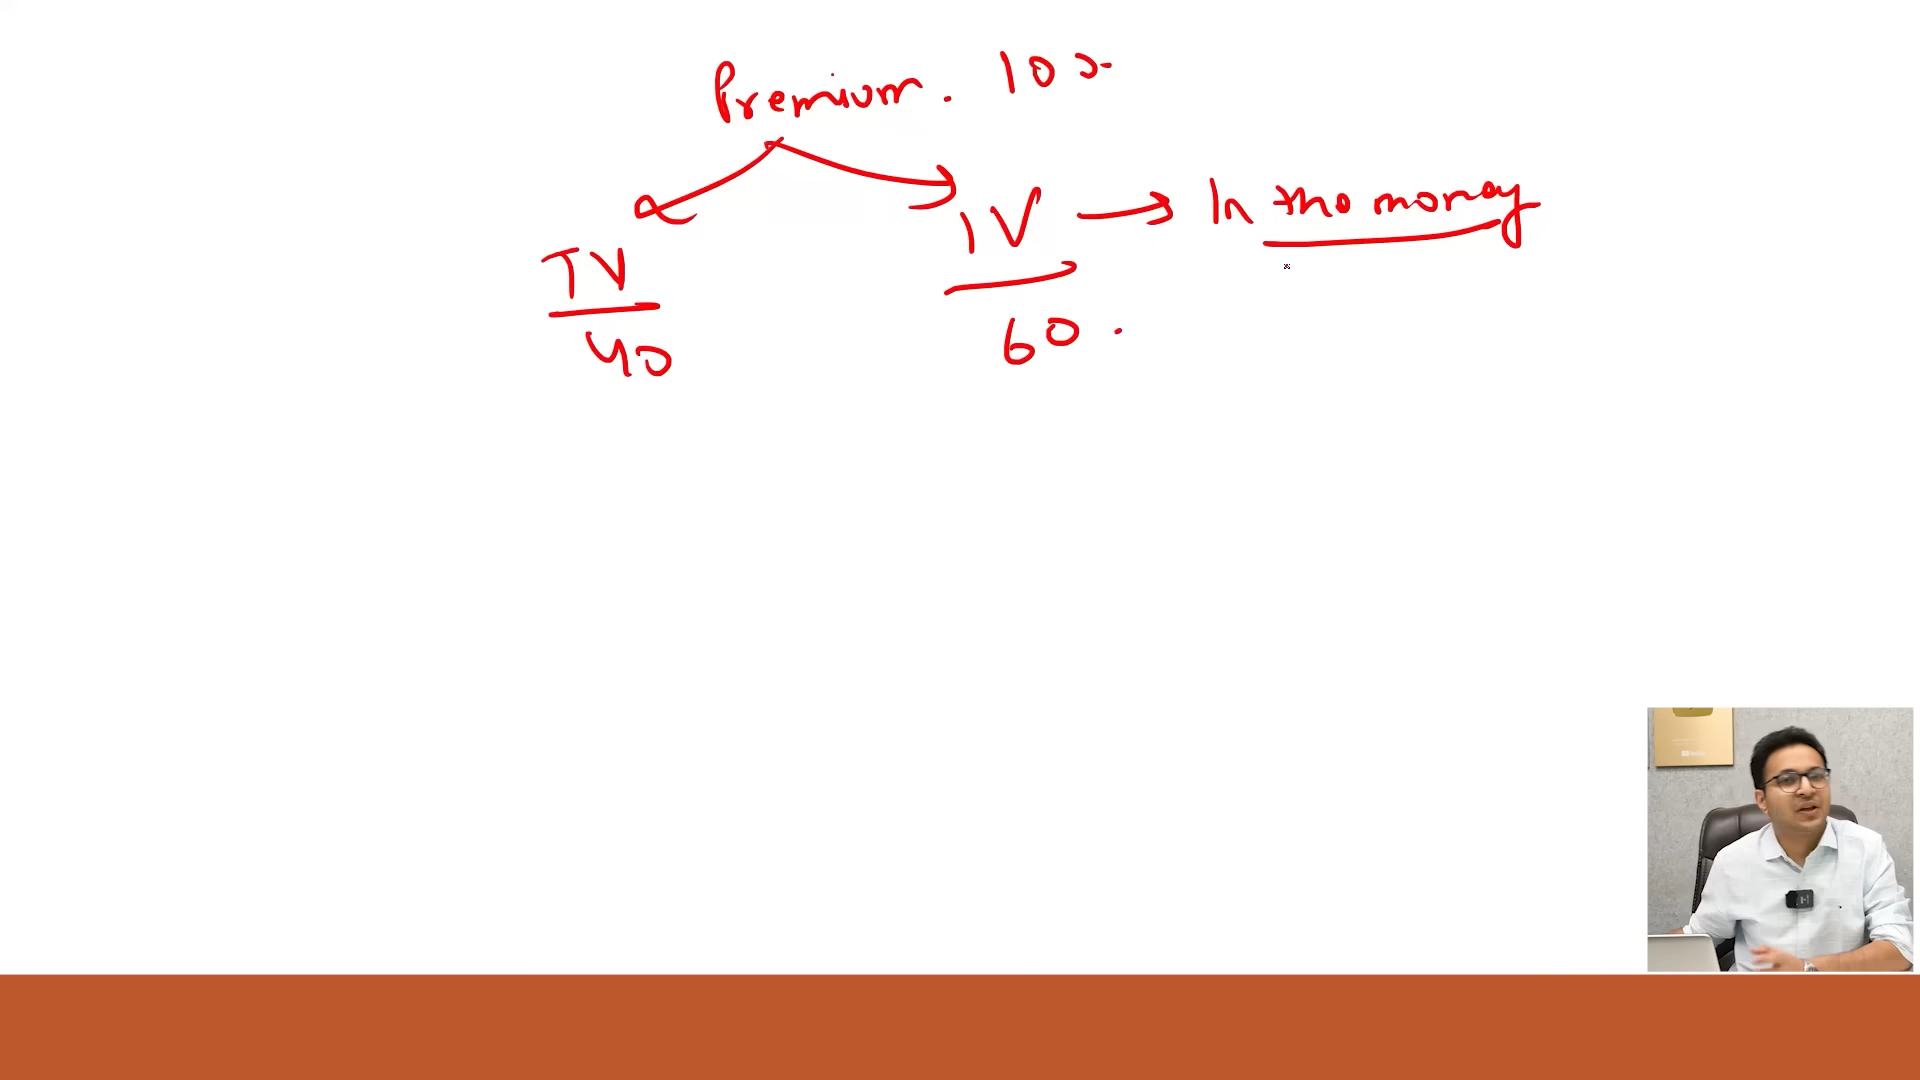 Premium. 100
IV → In the money
TV
60.
40